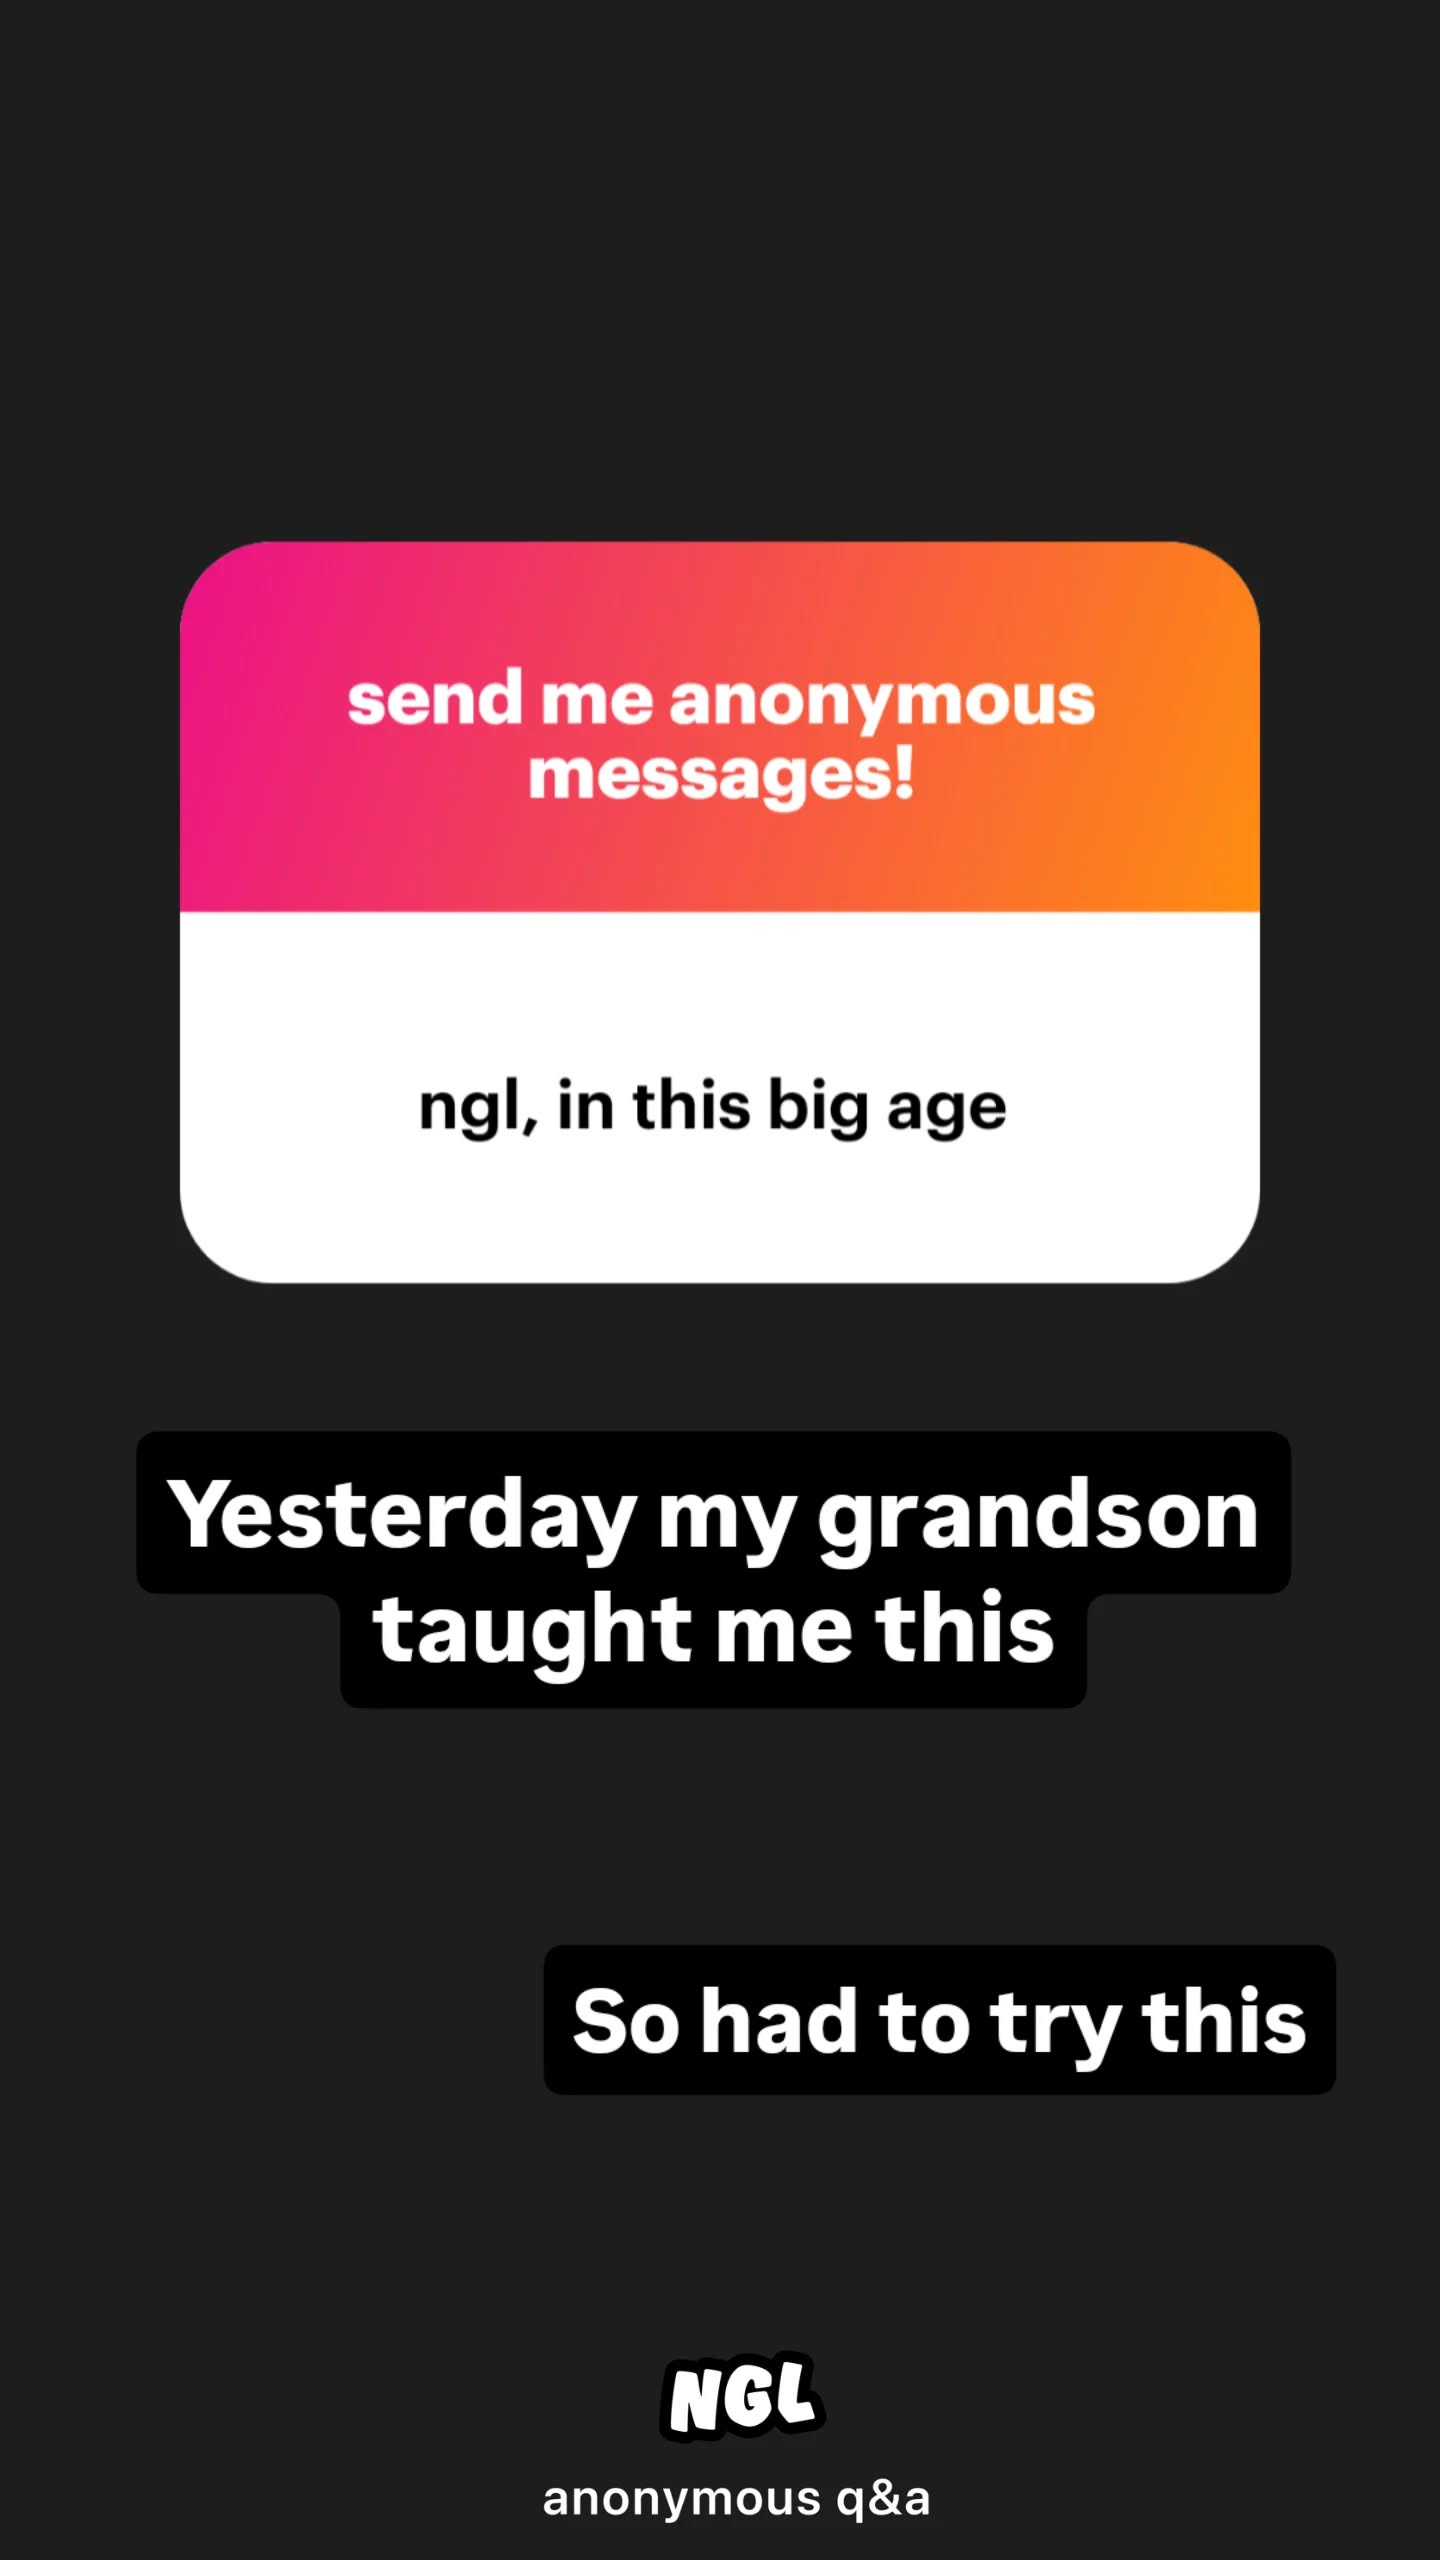 send me anonymous
messages!
ngl, in this big age
Yesterday my grandson
taught me this
So had to try this
NGL
anonymous q&a